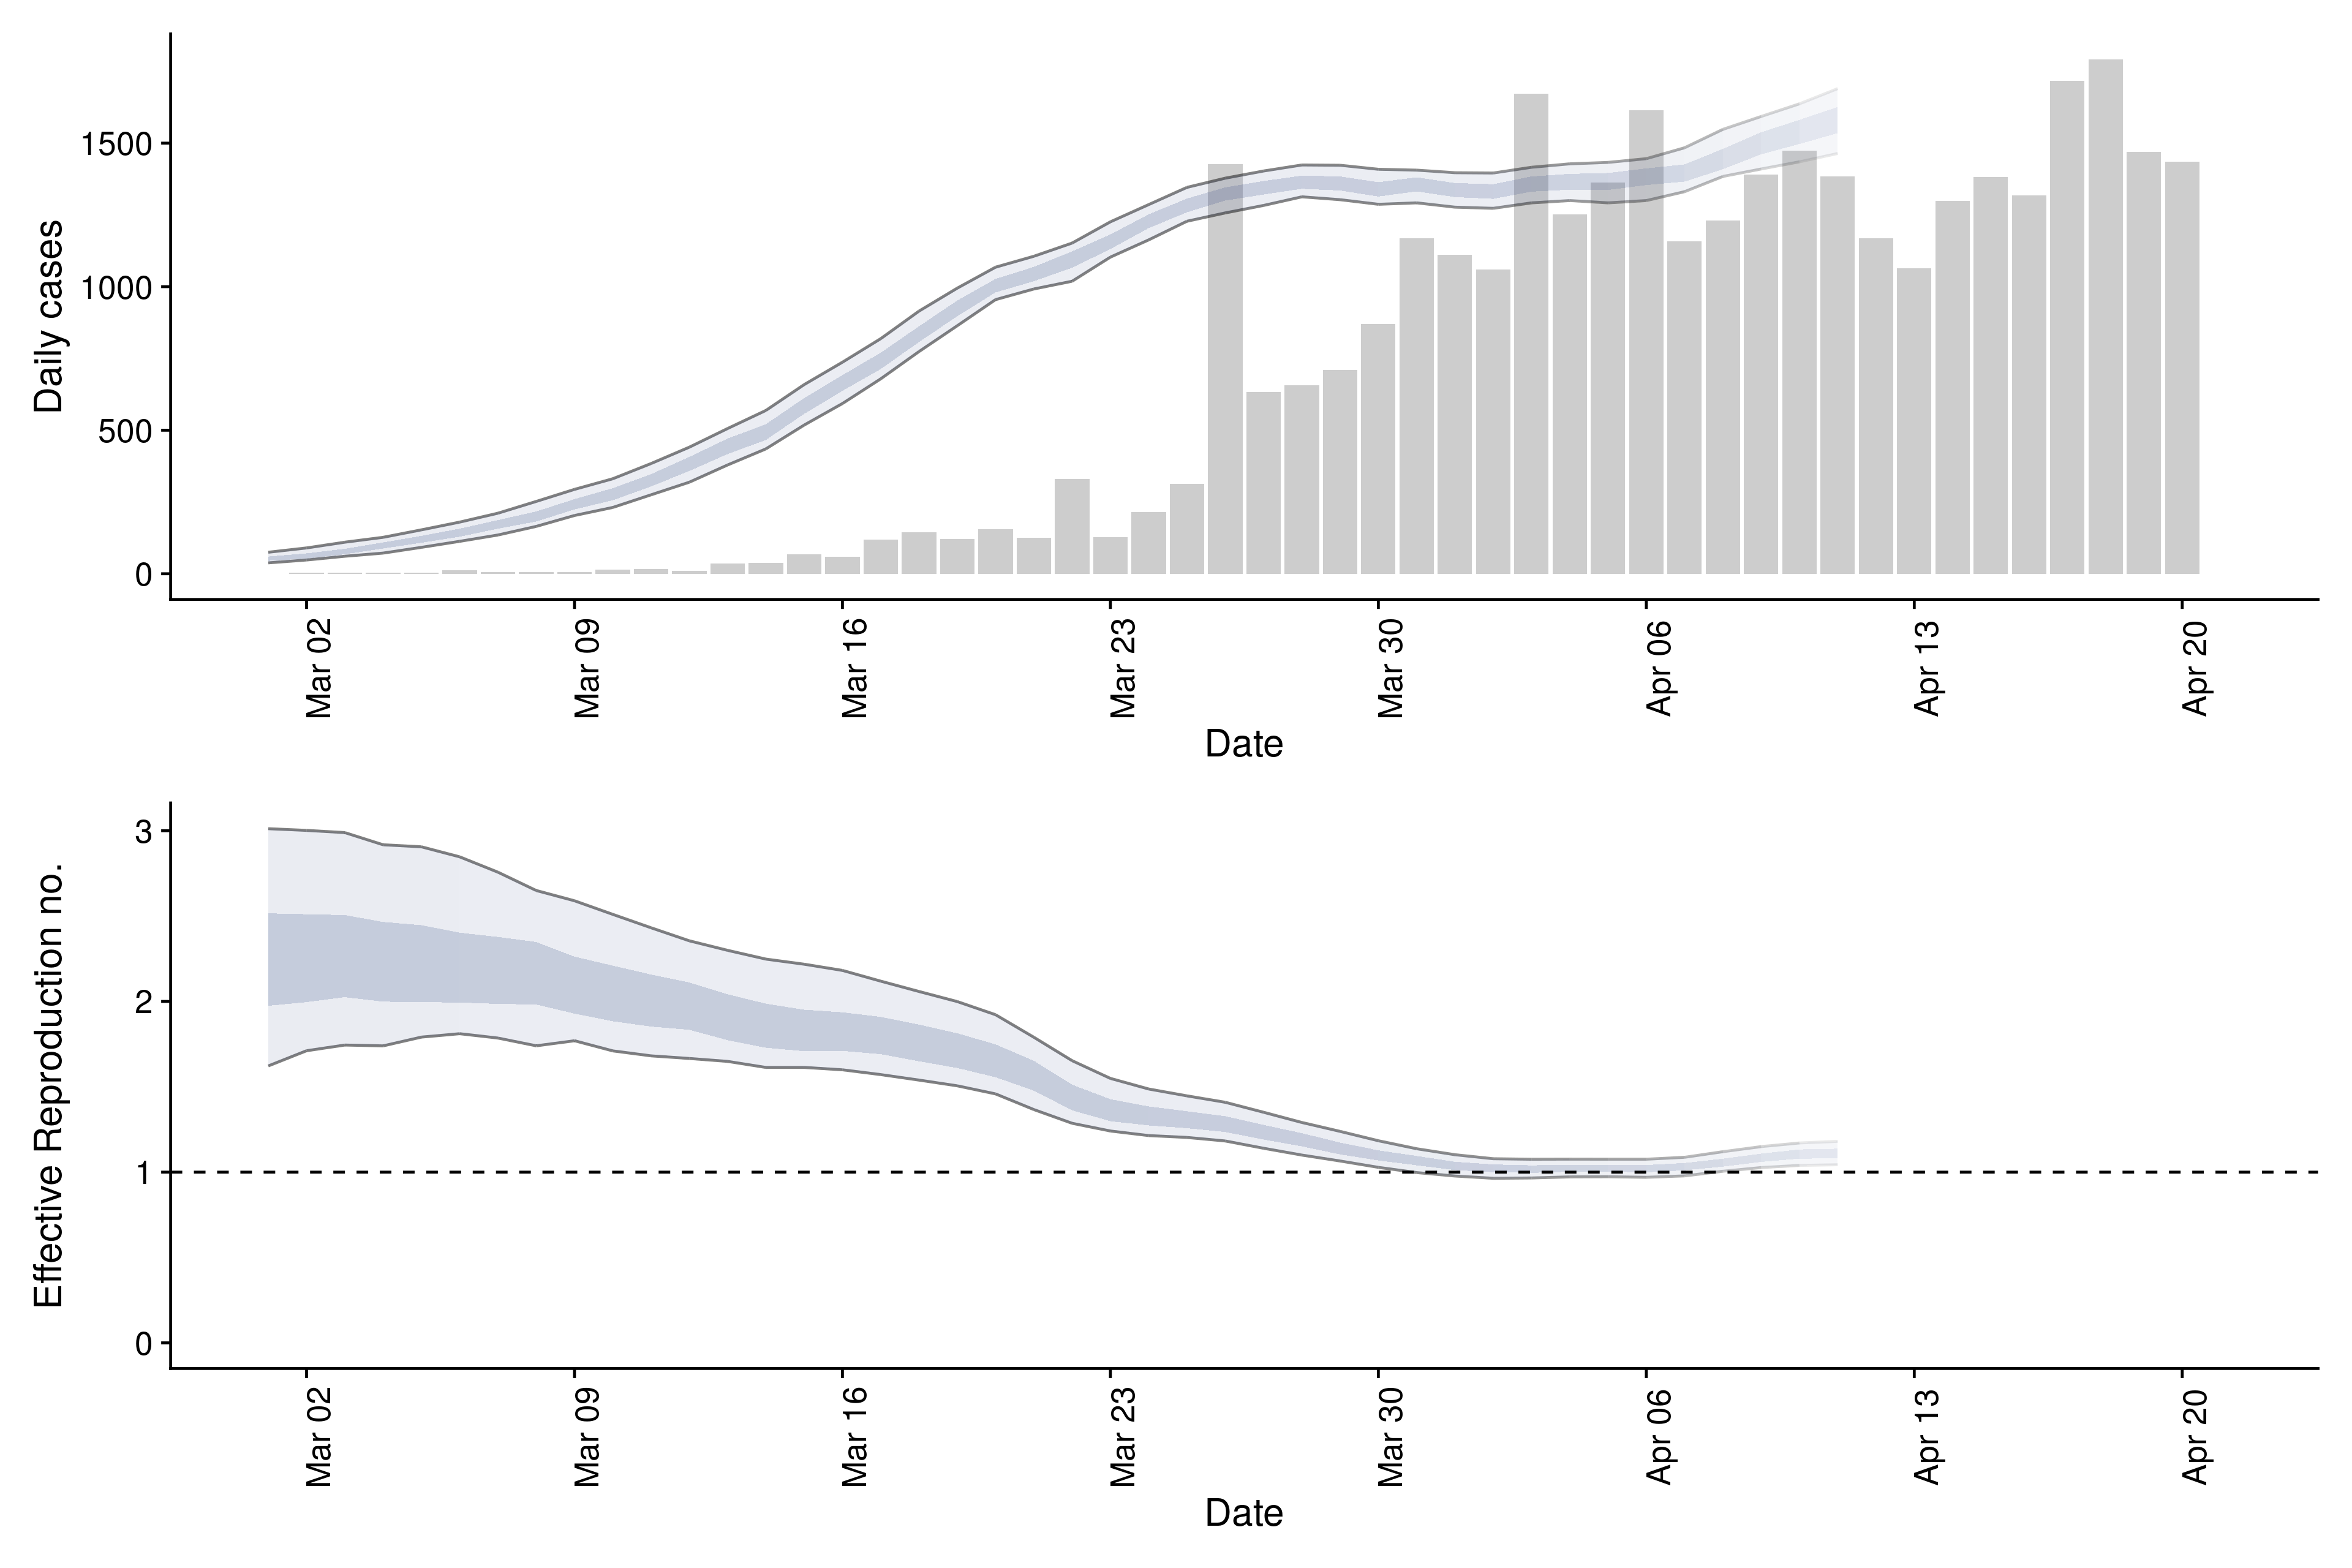 Daily cases
1500
1000
500
0
Mar 02
Mar 09
Mar 16
Mar 23
Mar 30
Apr 06
Apr 13
Apr 20
Date
Effective Reproduction no.
3
2
1
0
Mar 02
Mar 09
Mar 16
Mar 23
Mar 30
Apr 06
Apr 13
Apr 20
Date